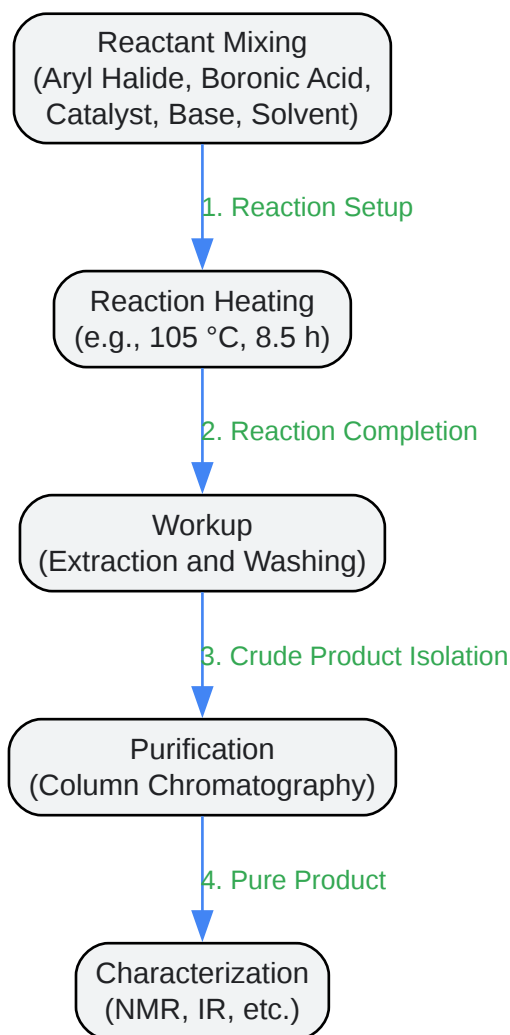 Reactant Mixing
(Aryl Halide, Boronic Acid,
Catalyst, Base, Solvent)
1. Reaction Setup
Reaction Heating
(e.g., 105 °C, 8.5 h)
2. Reaction Completion
Workup
(Extraction and Washing)
3. Crude Product Isolation
Purification
(Column Chromatography)
4. Pure Product
Characterization
(NMR, IR, etc.)